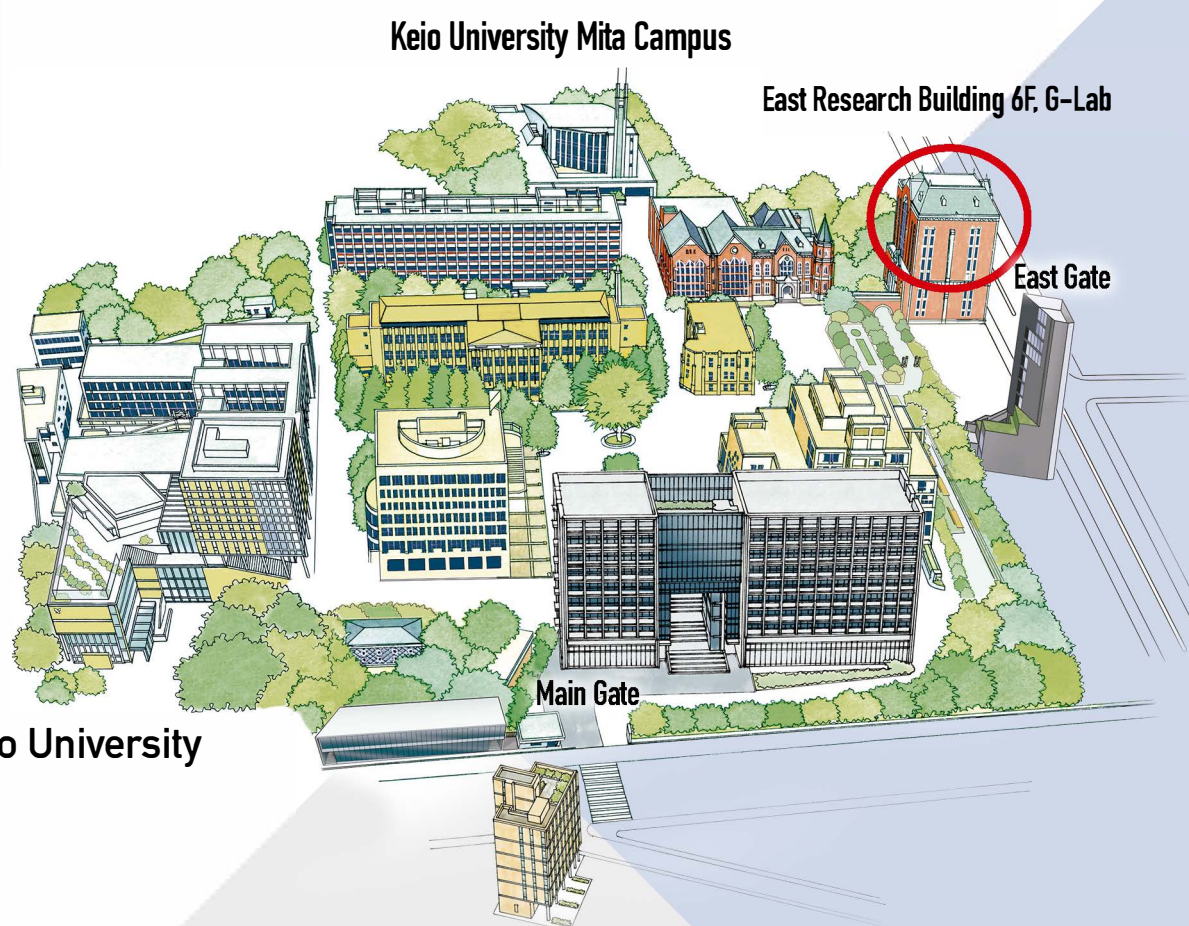 Keio University Mita Campus
East Research Building 6F, G-Lab
East Gate
Main Gate
o University